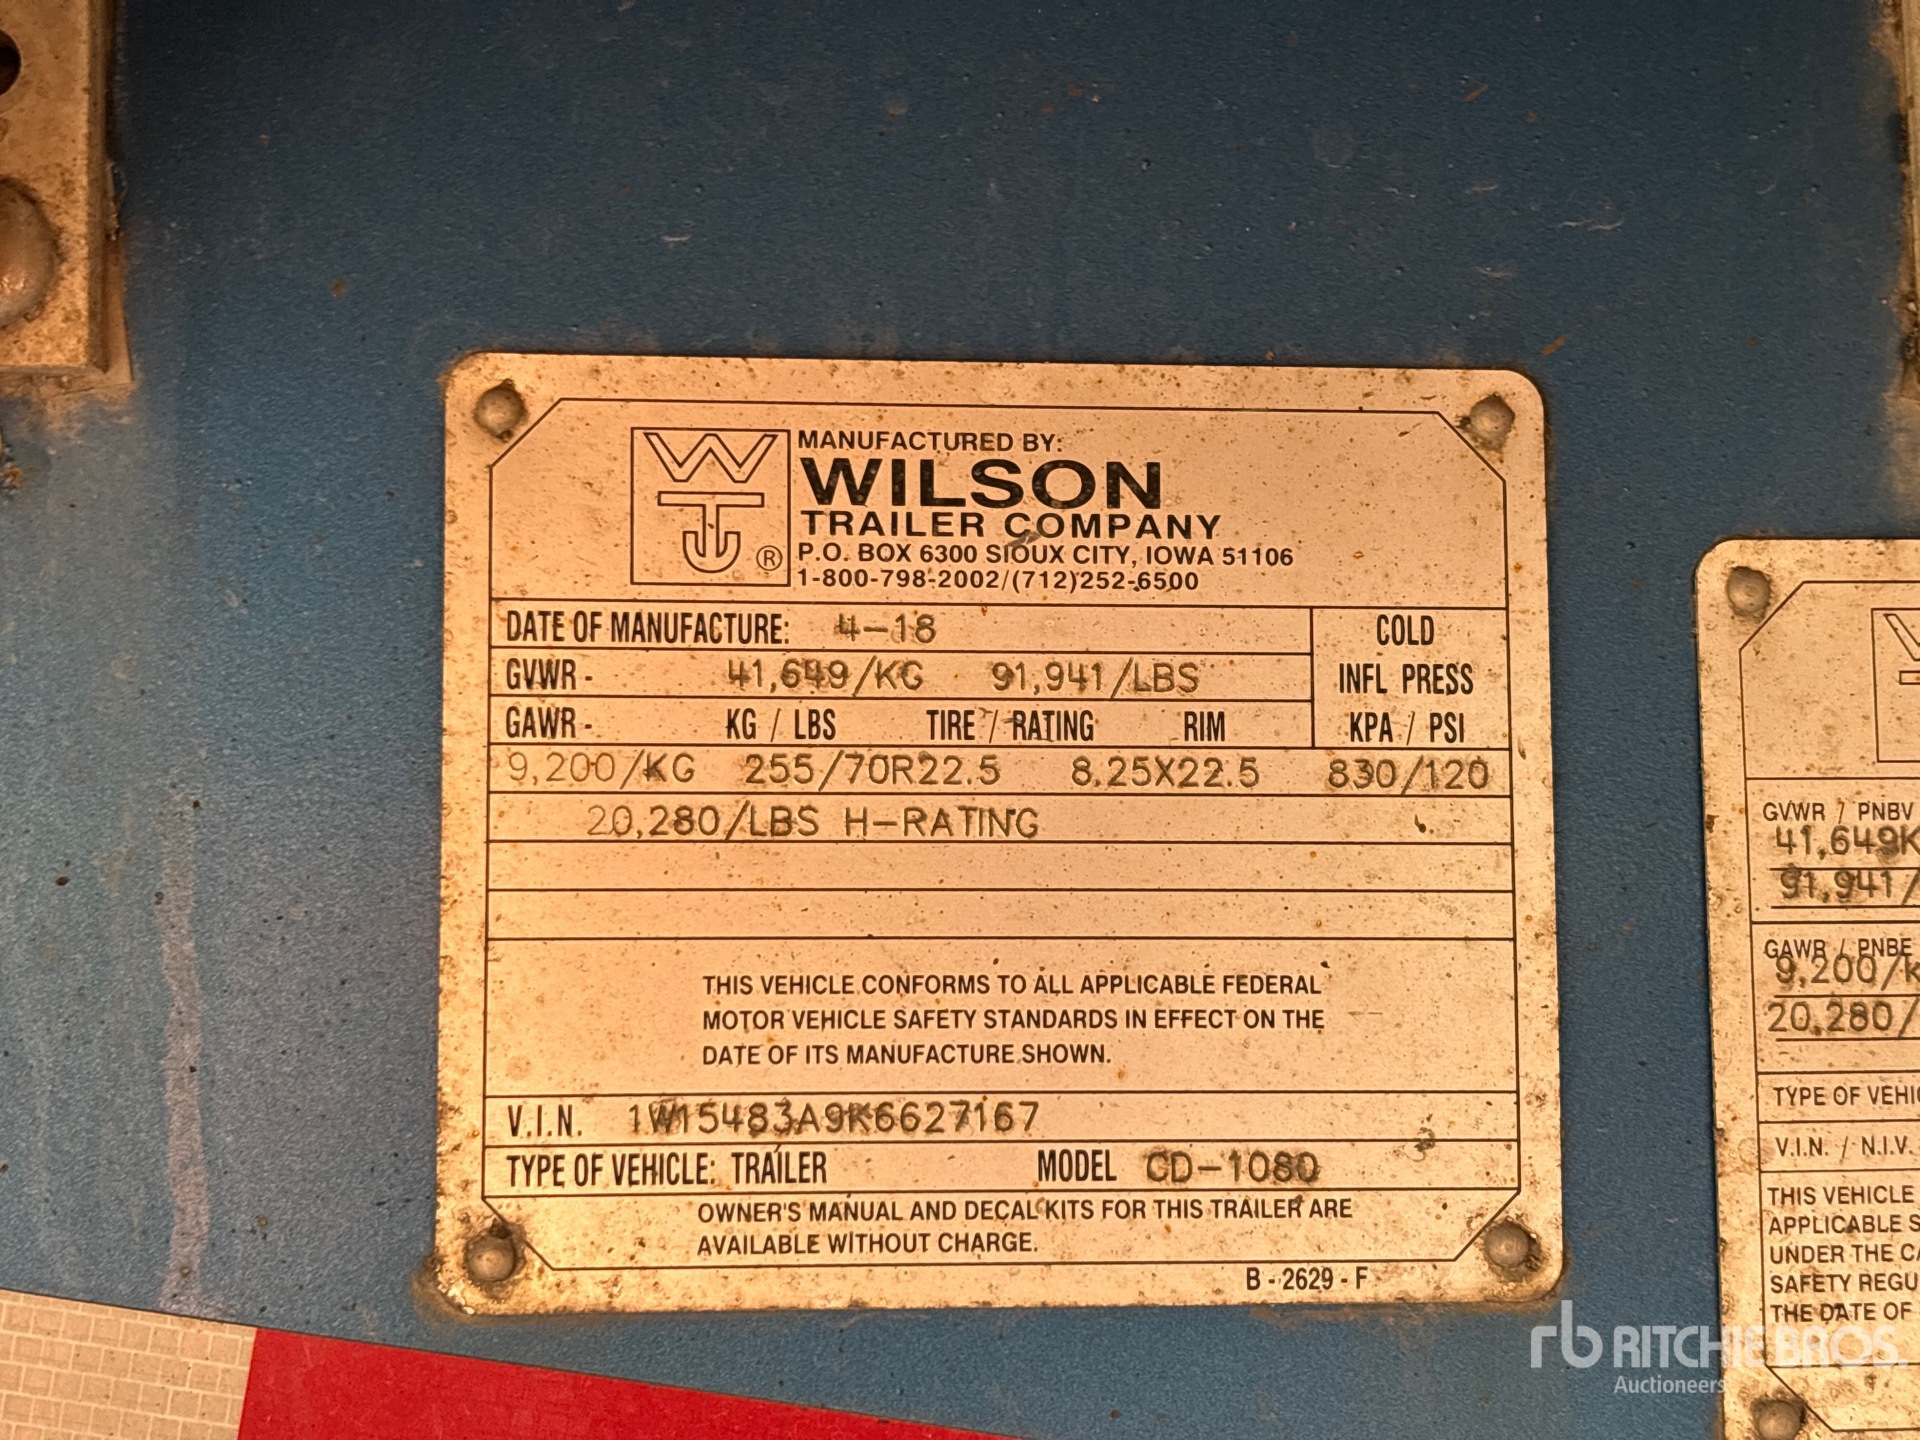 WTC ®
MANUFACTURED BY:
WILSON
TRAILER COMPANY
P.O. BOX 6300 SIOUX CITY, IOWA 51106
1-800-798-2002/(712)252-6500
DATE OF MANUFACTURE: 4-18
GVWR - 41,649/KG 91,941/LBS
COLD
INFL PRESS
KPA / PSI
GAWR - KG / LBS TIRE / RATING RIM
9,200/KG 255/70R22.5 8.25X22.5 830/120
20,280/LBS H-RATING
THIS VEHICLE CONFORMS TO ALL APPLICABLE FEDERAL
MOTOR VEHICLE SAFETY STANDARDS IN EFFECT ON THE
DATE OF ITS MANUFACTURE SHOWN.
V.I.N. 1W15483A9K6627167
TYPE OF VEHICLE: TRAILER MODEL CD-1080
OWNER'S MANUAL AND DECAL KITS FOR THIS TRAILER ARE
AVAILABLE WITHOUT CHARGE.
B - 2629 - F
GVWR / PNBV
41,649K
91,941/
GAWR / PNBE
9,200/K
20,280/
TYPE OF VEHIC
V.I.N. / N.I.V.
THIS VEHICLE
APPLICABLE S
UNDER THE CA
SAFETY REGU
THE DATE OF
rb RITCHIE BROS.
Auctioneers